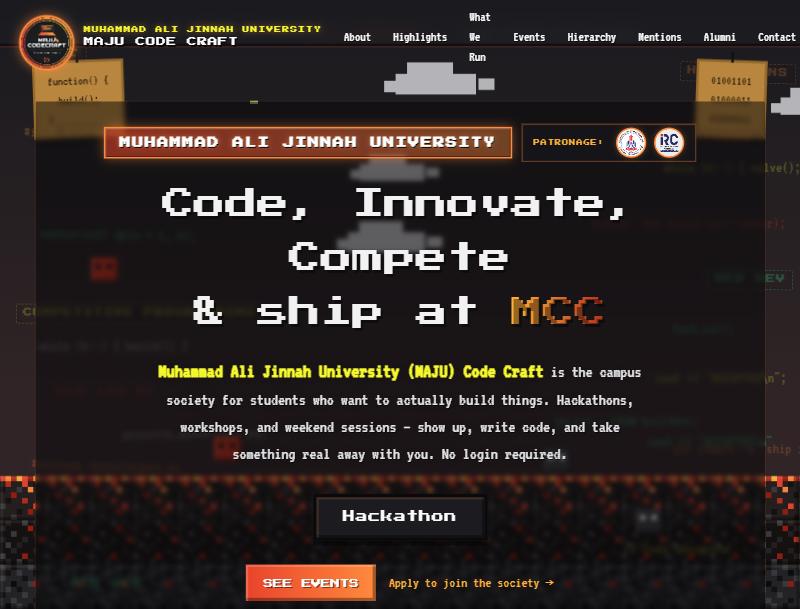 MUHAMMAD ALI JINNAH UNIVERSITY
MAJU CODE CRAFT
About Highlights What We Run Events Hierarchy Mentions Alumni Contact
function() {
build();
01001101
MUHAMMAD ALI JINNAH UNIVERSITY
PATRONAGE:
iRC
Code, Innovate,
Compete
& ship at MCC
Muhammad Ali Jinnah University (MAJU) Code Craft is the campus
society for students who want to actually build things. Hackathons,
workshops, and weekend sessions — show up, write code, and take
something real away with you. No login required.
Hackathon
SEE EVENTS
Apply to join the society →